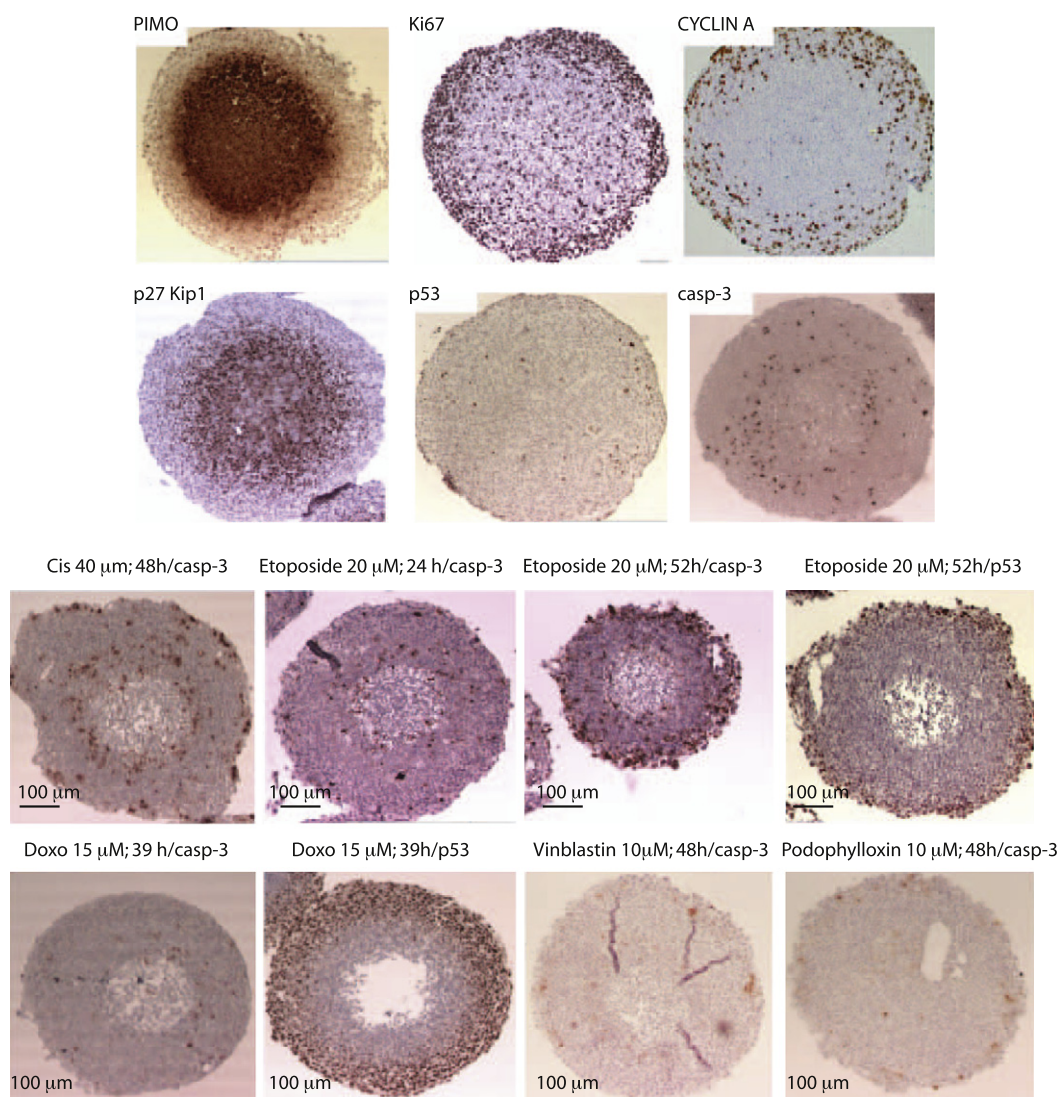 PIMO
Ki67
CYCLIN A
p27 Kip1
p53
casp-3
Cis 40 μm; 48h/casp-3
Etoposide 20 μM; 24 h/casp-3
Etoposide 20 μM; 52h/casp-3
Etoposide 20 μM; 52h/p53
100 μm
100 μm
100 μm
100 μm
Doxo 15 μM; 39 h/casp-3
Doxo 15 μM; 39h/p53
Vinblastin 10μM; 48h/casp-3
Podophylloxin 10 μM; 48h/casp-3
100 μm
100 μm
100 μm
100 μm